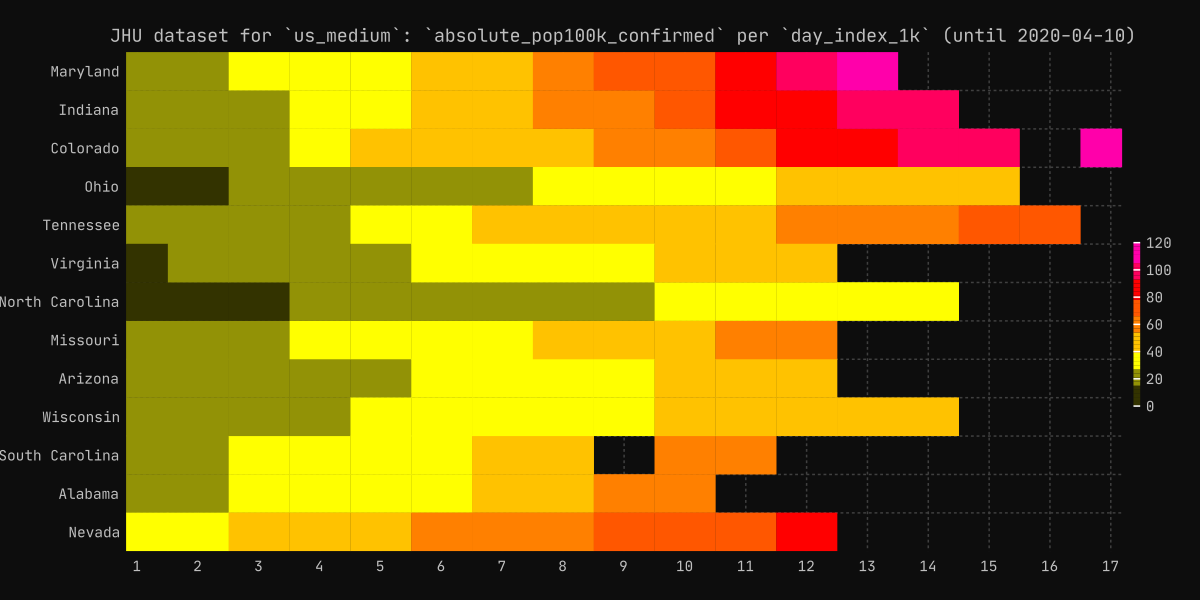 JHU dataset for `us_medium`: `absolute_pop100k_confirmed` per `day_index_1k` (until 2020-04-10)
Maryland
Indiana
Colorado
Ohio
Tennessee
Virginia
North Carolina
Missouri
Arizona
Wisconsin
South Carolina
Alabama
Nevada
1 2 3 4 5 6 7 8 9 10 11 12 13 14 15 16 17
120
100
80
60
40
20
0